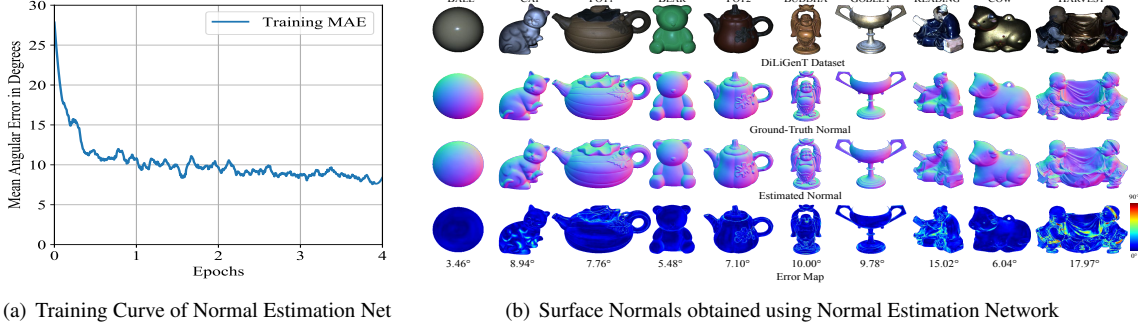 30
25
20
15
10
5
0
Mean Angular Error in Degrees
Training MAE
0 1 2 3 4
Epochs
(a) Training Curve of Normal Estimation Net
BALL CAT POT1 BEAR POT2 BUDDHA GOBLET READING COW HARVEST
DiLiGenT Dataset
Ground-Truth Normal
Estimated Normal
90°
0°
3.46° 8.94° 7.76° 5.48° 7.10° 10.00° 9.78° 15.02° 6.04° 17.97°
Error Map
(b) Surface Normals obtained using Normal Estimation Network